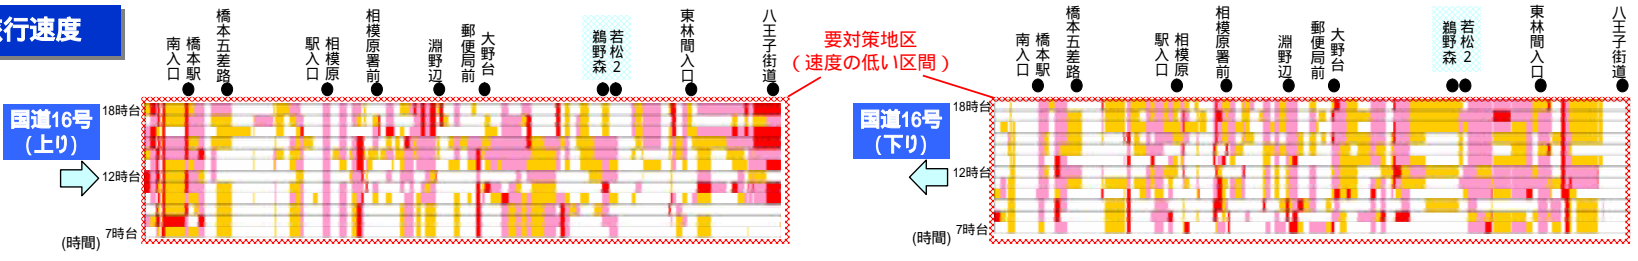 旅行速度
南入口
橋本駅
橋本五差路
駅入口
相模原
相模原署前
淵野辺
郵便局前
大野台
鵜野森
若松2
東林間入口
八王子街道
要対策地区
(速度の低い区間)
南入口
橋本駅
橋本五差路
駅入口
相模原
相模原署前
淵野辺
郵便局前
大野台
鵜野森
若松2
東林間入口
八王子街道
国道16号
(上り)
18時台
12時台
7時台
(時間)
国道16号
(下り)
18時台
12時台
7時台
(時間)